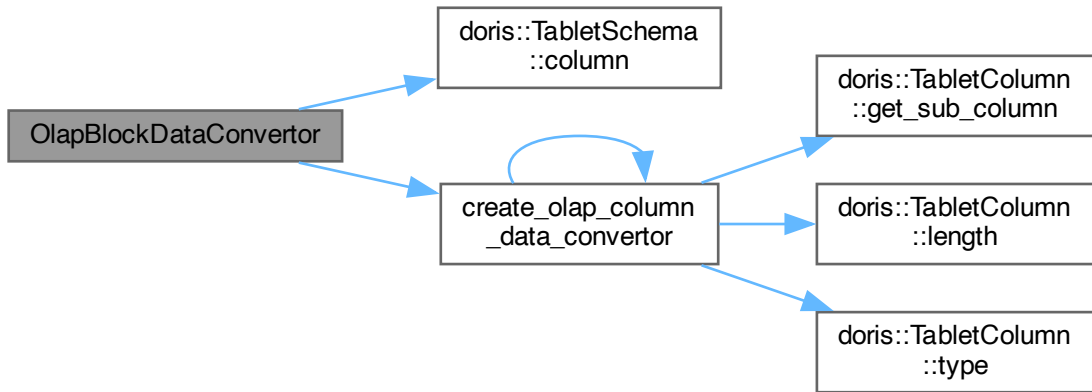 OlapBlockDataConvertor
doris::TabletSchema
::column
create_olap_column
_data_convertor
doris::TabletColumn
::get_sub_column
doris::TabletColumn
::length
doris::TabletColumn
::type